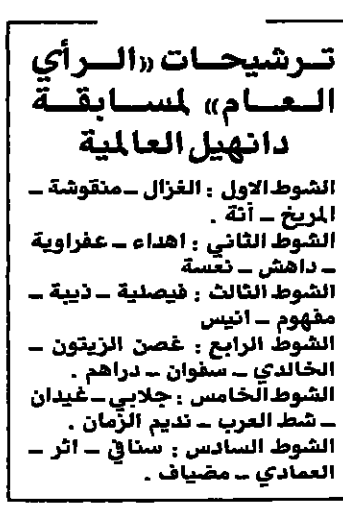 ترشيحات «الرأي
العام» لمسابقة
دانهيل العالمية
الشوط الاول : الغزال – منقوشة –
المريخ – آنة .
الشوط الثاني : اهداء – عفراوية
– داهش – نعسة
الشوط الثالث : فيصلية – ذيبة –
مفهوم – انيس
الشوط الرابع : غصن الزيتون –
الخالدي – سفوان – دراهم .
الشوط الخامس : جلابي – غيدان
– شط العرب – نديم الزمان .
الشوط السادس : سنافي – اثر –
العمادي – مضياف .